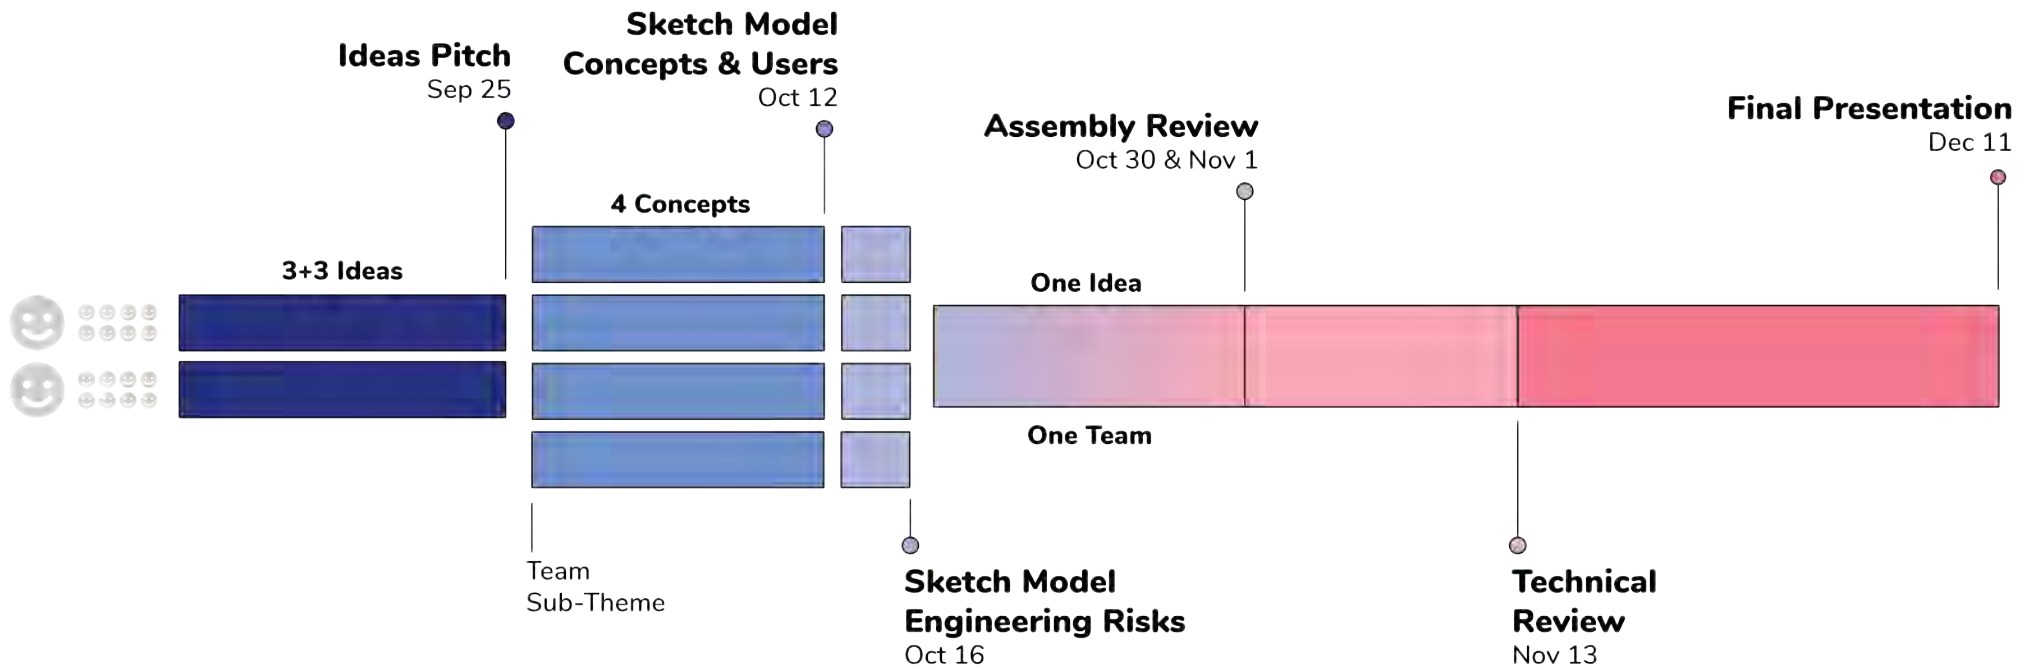 Ideas Pitch
Sep 25
Sketch Model
Concepts & Users
Oct 12
Assembly Review
Oct 30 & Nov 1
Final Presentation
Dec 11
3+3 Ideas
4 Concepts
One Idea
One Team
Team
Sub-Theme
Sketch Model
Engineering Risks
Oct 16
Technical
Review
Nov 13